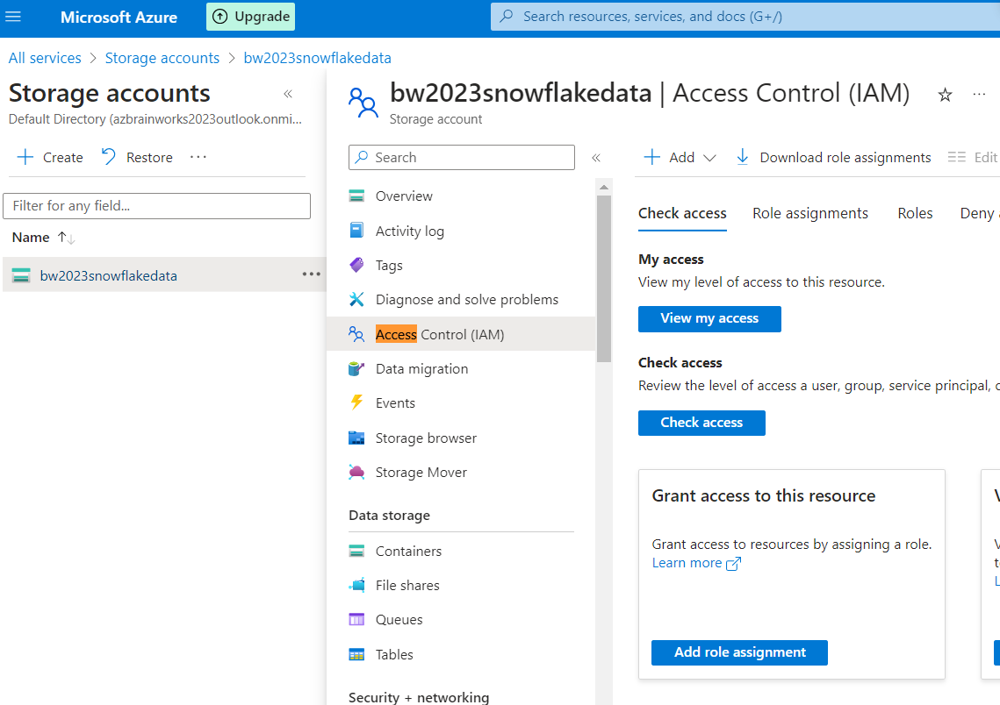 Microsoft Azure
Upgrade
Search resources, services, and docs (G+/)
All services > Storage accounts > bw2023snowflakedata
Storage accounts «
Default Directory (azbrainworks2023outlook.onmi...
+ Create Restore ...
Filter for any field...
Name ↑↓
bw2023snowflakedata ...
bw2023snowflakedata | Access Control (IAM) ☆ ...
Storage account
Search «
Overview
Activity log
Tags
Diagnose and solve problems
Access Control (IAM)
Data migration
Events
Storage browser
Storage Mover
Data storage
Containers
File shares
Queues
Tables
Security + networking
+ Add Download role assignments Edit
Check access Role assignments Roles Deny
My access
View my level of access to this resource.
View my access
Check access
Review the level of access a user, group, service principal,
Check access
Grant access to this resource
Grant access to resources by assigning a role.
Learn more
Add role assignment